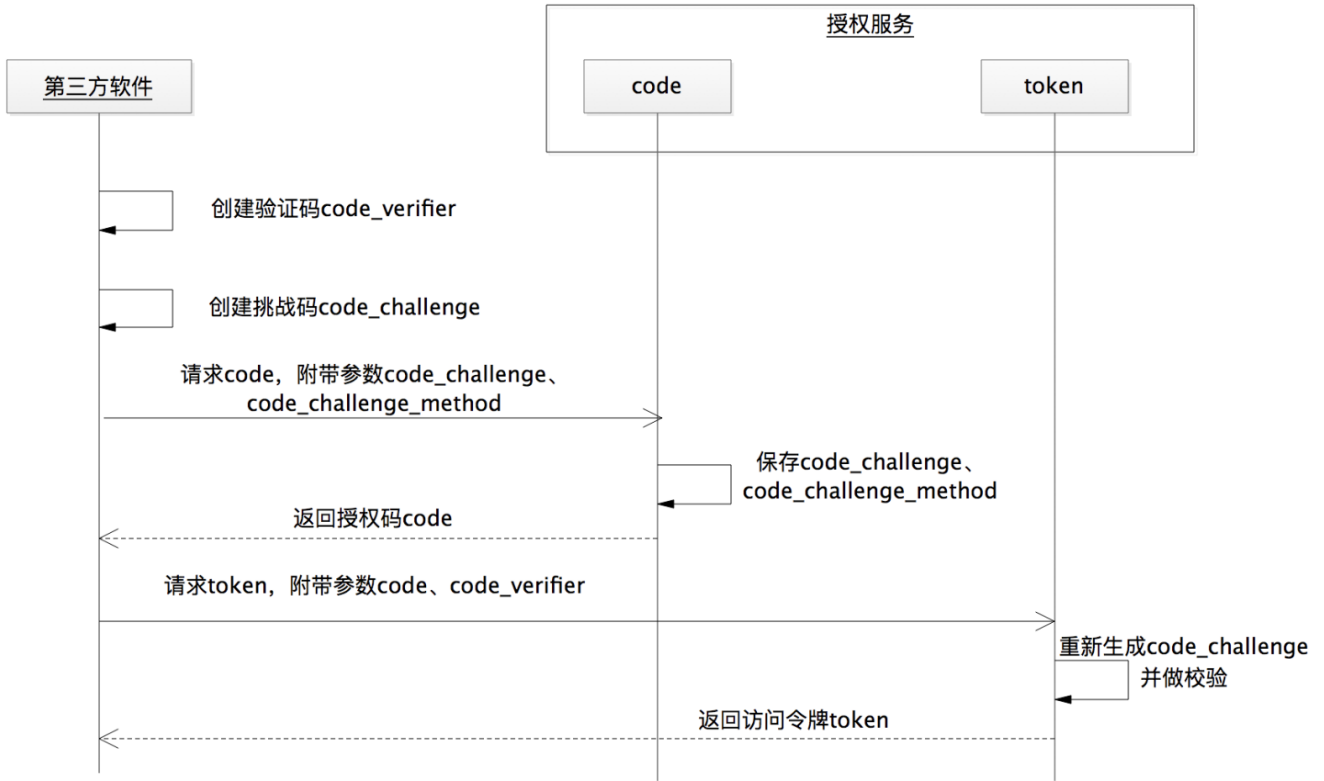 授权服务
第三方软件
code
token
创建验证码code_verifier
创建挑战码code_challenge
请求code，附带参数code_challenge、
code_challenge_method
保存code_challenge、
code_challenge_method
返回授权码code
请求token，附带参数code、code_verifier
重新生成code_challenge
并做校验
返回访问令牌token